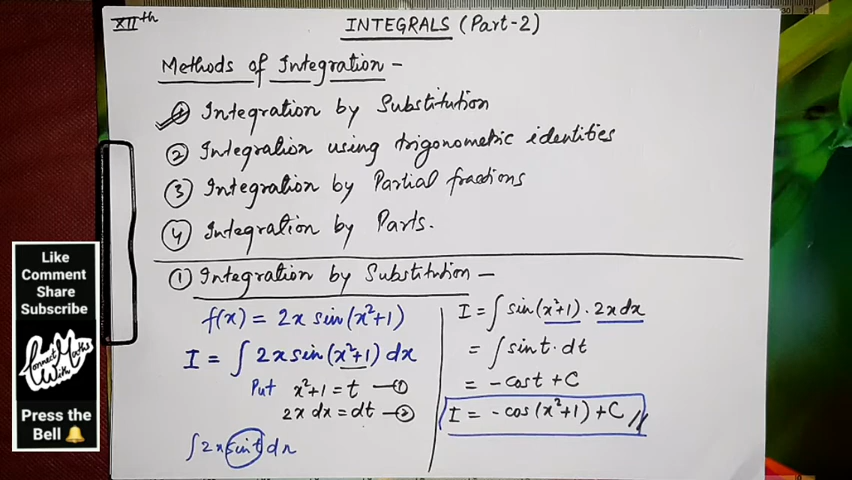 XIIth
INTEGRALS (Part-2)
Methods of Integration -
① Integration by Substitution
② Integration using trigonometric identities
③ Integration by Partial fractions
④ Integration by Parts.
① Integration by Substitution -
f(x) = 2x sin(x²+1)
I = ∫ 2x sin(x²+1) dx
Put x²+1 = t — ①
2x dx = dt — ②
∫ 2x sin t dx
I = ∫ sin(x²+1) . 2x dx
= ∫ sin t . dt
= - cos t + C
I = - cos (x²+1) + C //
Like
Comment
Share
Subscribe
Connect
With
Maths
Press the
Bell 🔔